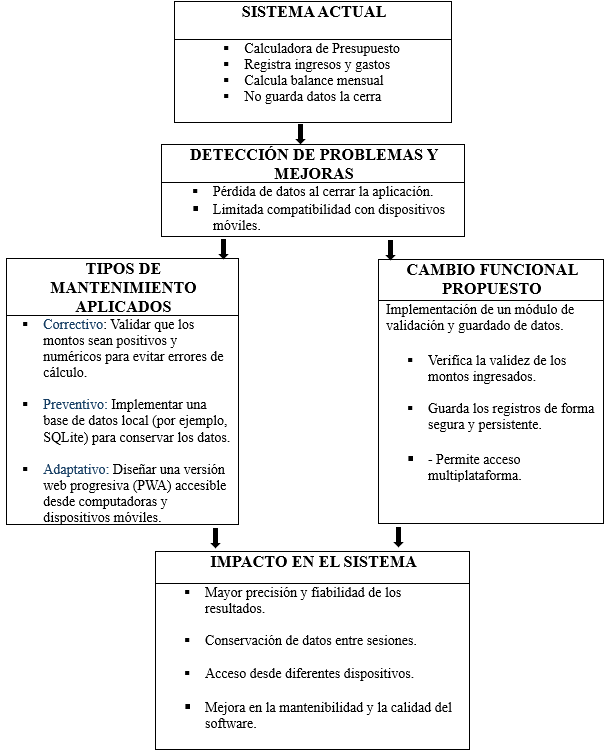 SISTEMA ACTUAL
▪ Calculadora de Presupuesto
▪ Registra ingresos y gastos
▪ Calcula balance mensual
▪ No guarda datos la cerra
DETECCIÓN DE PROBLEMAS Y
MEJORAS
▪ Pérdida de datos al cerrar la aplicación.
▪ Limitada compatibilidad con dispositivos
móviles.
TIPOS DE
MANTENIMIENTO
APLICADOS
▪ Correctivo: Validar que los
montos sean positivos y
numéricos para evitar errores de
cálculo.
▪ Preventivo: Implementar una
base de datos local (por ejemplo,
SQLite) para conservar los datos.
▪ Adaptativo: Diseñar una versión
web progresiva (PWA) accesible
desde computadoras y
dispositivos móviles.
CAMBIO FUNCIONAL
PROPUESTO
Implementación de un módulo de
validación y guardado de datos.
▪ Verifica la validez de los
montos ingresados.
▪ Guarda los registros de forma
segura y persistente.
▪ - Permite acceso
multiplataforma.
IMPACTO EN EL SISTEMA
▪ Mayor precisión y fiabilidad de los
resultados.
▪ Conservación de datos entre sesiones.
▪ Acceso desde diferentes dispositivos.
▪ Mejora en la mantenibilidad y la calidad del
software.